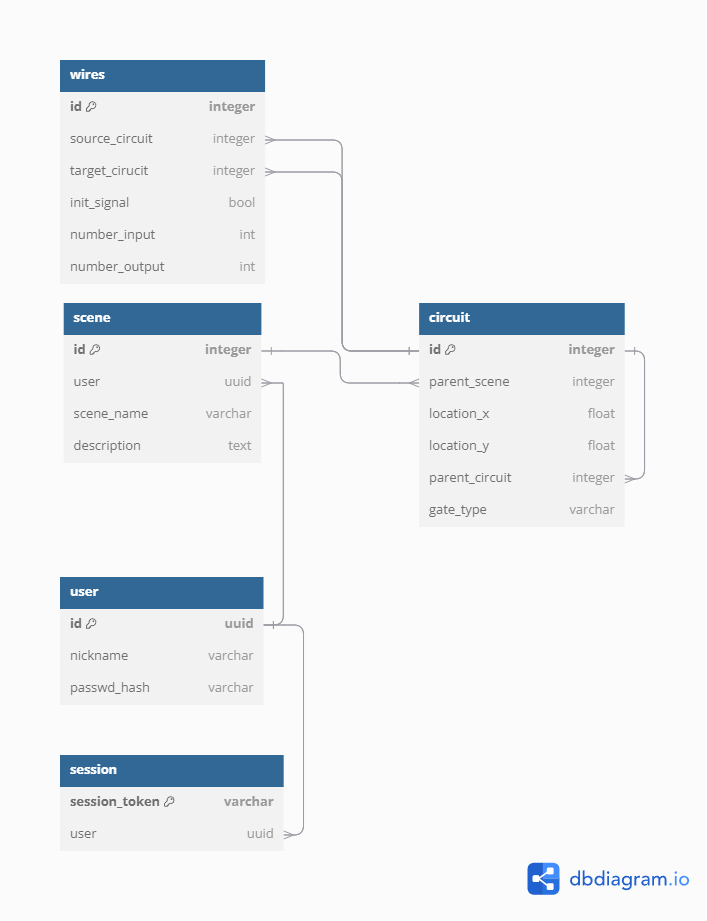 wires
id integer
source_circuit integer
target_cirucit integer
init_signal bool
number_input int
number_output int
scene
id integer
user uuid
scene_name varchar
description text
circuit
id integer
parent_scene integer
location_x float
location_y float
parent_circuit integer
gate_type varchar
user
id uuid
nickname varchar
passwd_hash varchar
session
session_token varchar
user uuid
dbdiagram.io